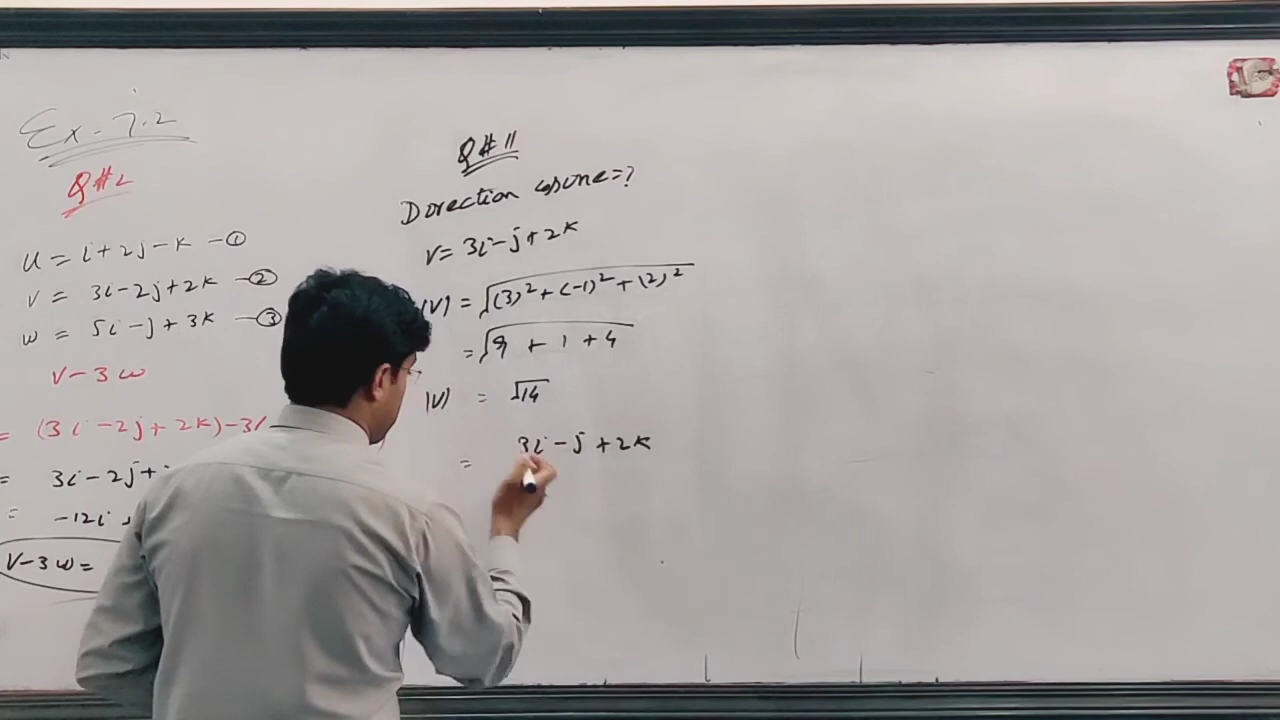 Ex-7.2
Q#2
u = i+2j-k -①
v = 3i-2j+2k -②
w = 5i-j+3k -③
v-3w
= (3i-2j+2k)-3(
= 3i-2j+
= -12i
v-3w =
Q#11
Direction cosine=?
v= 3i-j+2k
|v| = √(3)²+(-1)²+(2)²
= √9 + 1 + 4
|v| = √14
= 3i-j+2k